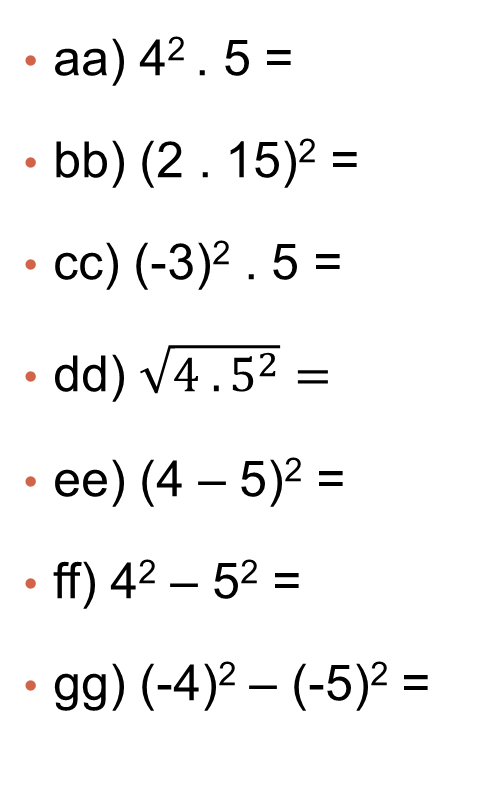 • aa) 4² . 5 =
• bb) (2 . 15)² =
• cc) (-3)² . 5 =
• dd) √(4 . 5²) =
• ee) (4 – 5)² =
• ff) 4² – 5² =
• gg) (-4)² – (-5)² =